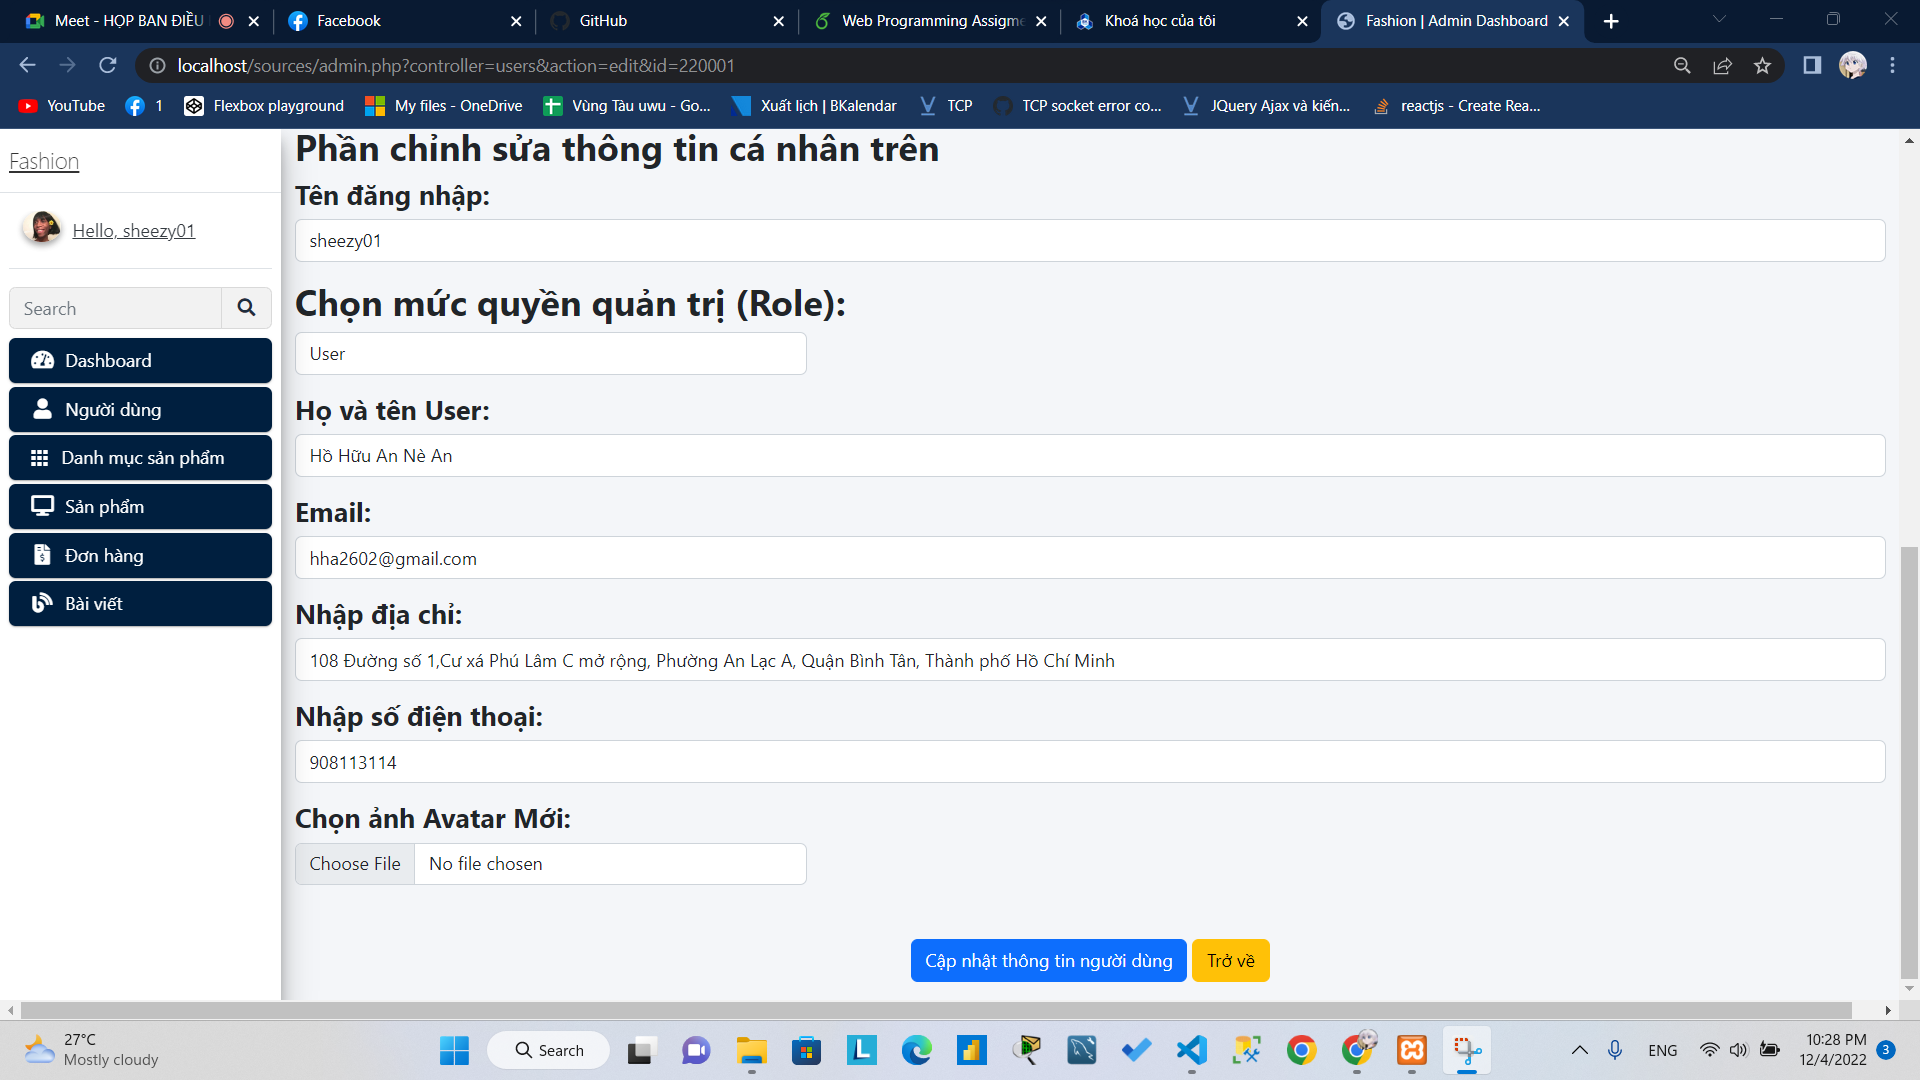 Meet - HỌP BAN ĐIỀU
Facebook
GitHub
Web Programming Assigme
Khoá học của tôi
Fashion | Admin Dashboard
localhost/sources/admin.php?controller=users&action=edit&id=220001
YouTube
1
Flexbox playground
My files - OneDrive
Vùng Tàu uwu - Go...
Xuất lịch | BKalendar
TCP
TCP socket error co...
JQuery Ajax và kiến...
reactjs - Create Rea...
Fashion
Hello, sheezy01
Search
Dashboard
Người dùng
Danh mục sản phẩm
Sản phẩm
Đơn hàng
Bài viết
Phần chỉnh sửa thông tin cá nhân trên
Tên đăng nhập:
sheezy01
Chọn mức quyền quản trị (Role):
User
Họ và tên User:
Hồ Hữu An Nè An
Email:
hha2602@gmail.com
Nhập địa chỉ:
108 Đường số 1,Cư xá Phú Lâm C mở rộng, Phường An Lạc A, Quận Bình Tân, Thành phố Hồ Chí Minh
Nhập số điện thoại:
908113114
Chọn ảnh Avatar Mới:
Choose File No file chosen
Cập nhật thông tin người dùng
Trở về
27°C
Mostly cloudy
Search
ENG
10:28 PM
12/4/2022
3